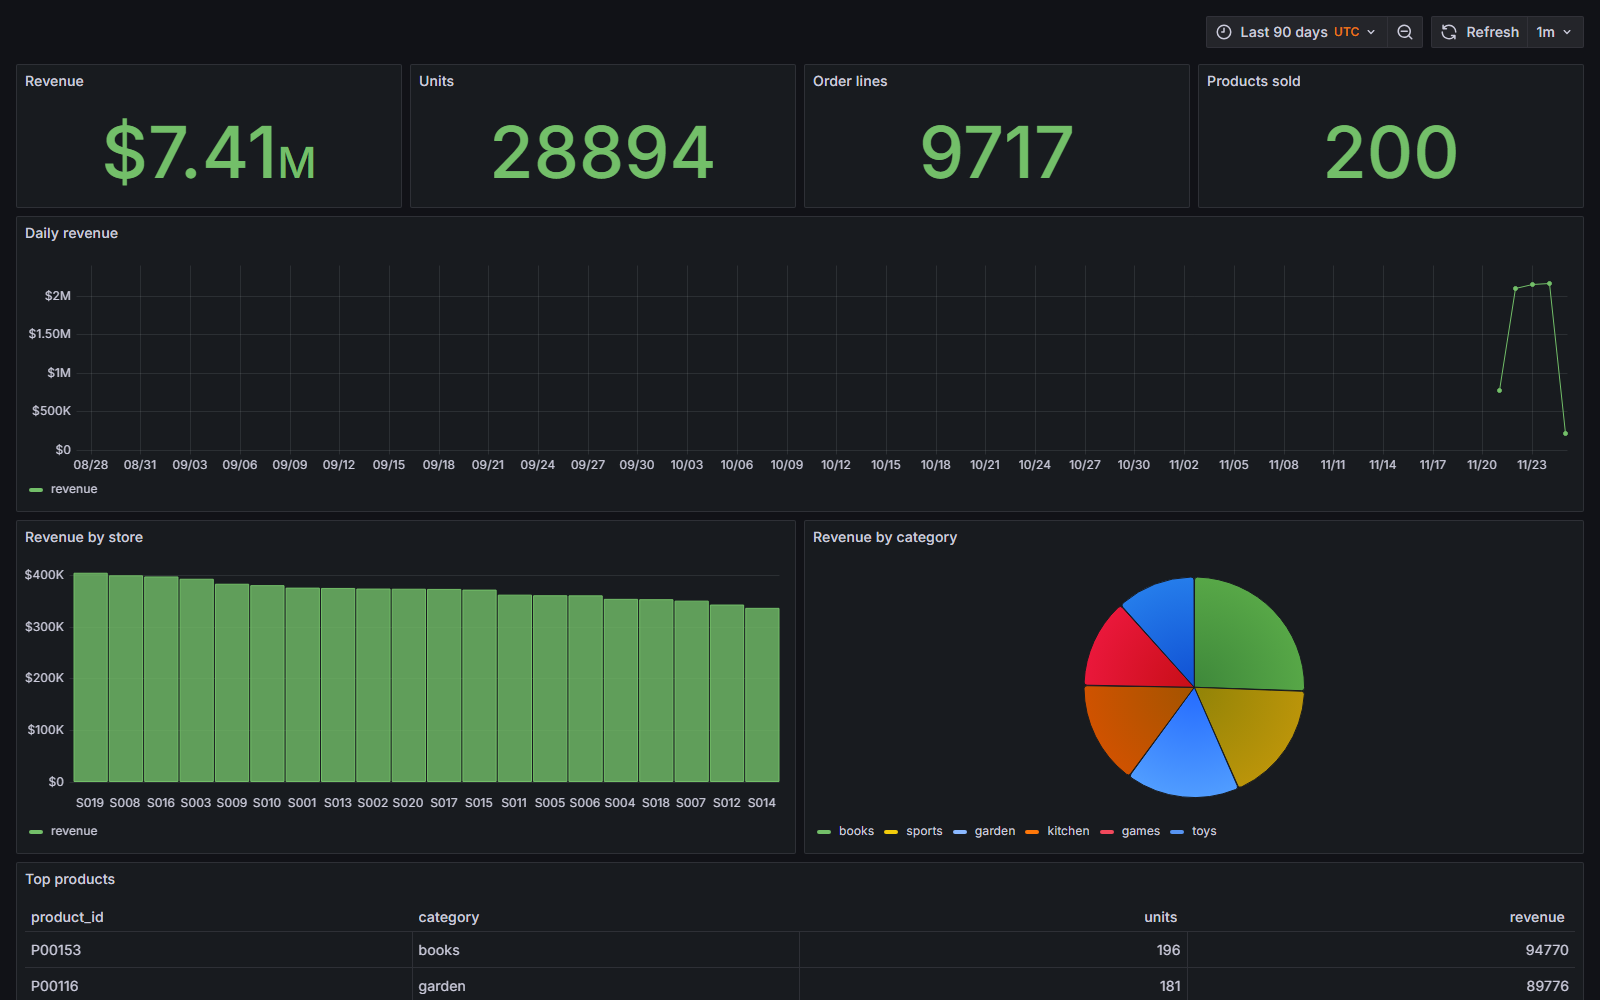 Last 90 days UTC
Refresh
1m
Revenue
$7.41M
Units
28894
Order lines
9717
Products sold
200
Daily revenue
$2M
$1.50M
$1M
$500K
$0
08/28 08/31 09/03 09/06 09/09 09/12 09/15 09/18 09/21 09/24 09/27 09/30 10/03 10/06 10/09 10/12 10/15 10/18 10/21 10/24 10/27 10/30 11/02 11/05 11/08 11/11 11/14 11/17 11/20 11/23
revenue
Revenue by store
$400K
$300K
$200K
$100K
$0
S019 S008 S016 S003 S009 S010 S001 S013 S002 S020 S017 S015 S011 S005 S006 S004 S018 S007 S012 S014
revenue
Revenue by category
books sports garden kitchen games toys
Top products
product_id category units revenue
P00153 books 196 94770
P00116 garden 181 89776